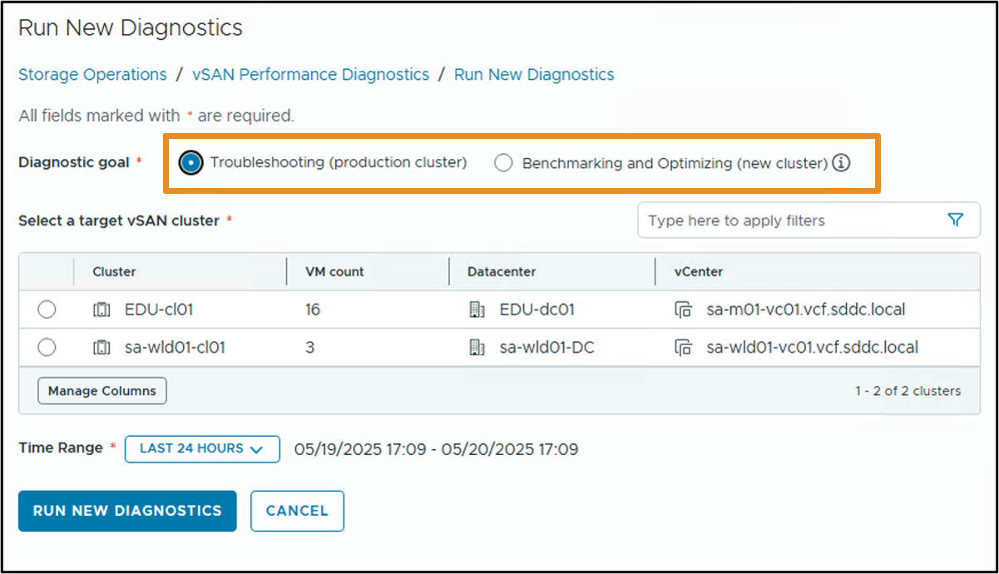 Run New Diagnostics
Storage Operations / vSAN Performance Diagnostics / Run New Diagnostics
All fields marked with * are required.
Diagnostic goal * Troubleshooting (production cluster) Benchmarking and Optimizing (new cluster)
Select a target vSAN cluster * Type here to apply filters
Cluster VM count Datacenter vCenter
EDU-cl01 16 EDU-dc01 sa-m01-vc01.vcf.sddc.local
sa-wld01-cl01 3 sa-wld01-DC sa-wld01-vc01.vcf.sddc.local
Manage Columns 1 - 2 of 2 clusters
Time Range * LAST 24 HOURS 05/19/2025 17:09 - 05/20/2025 17:09
RUN NEW DIAGNOSTICS CANCEL